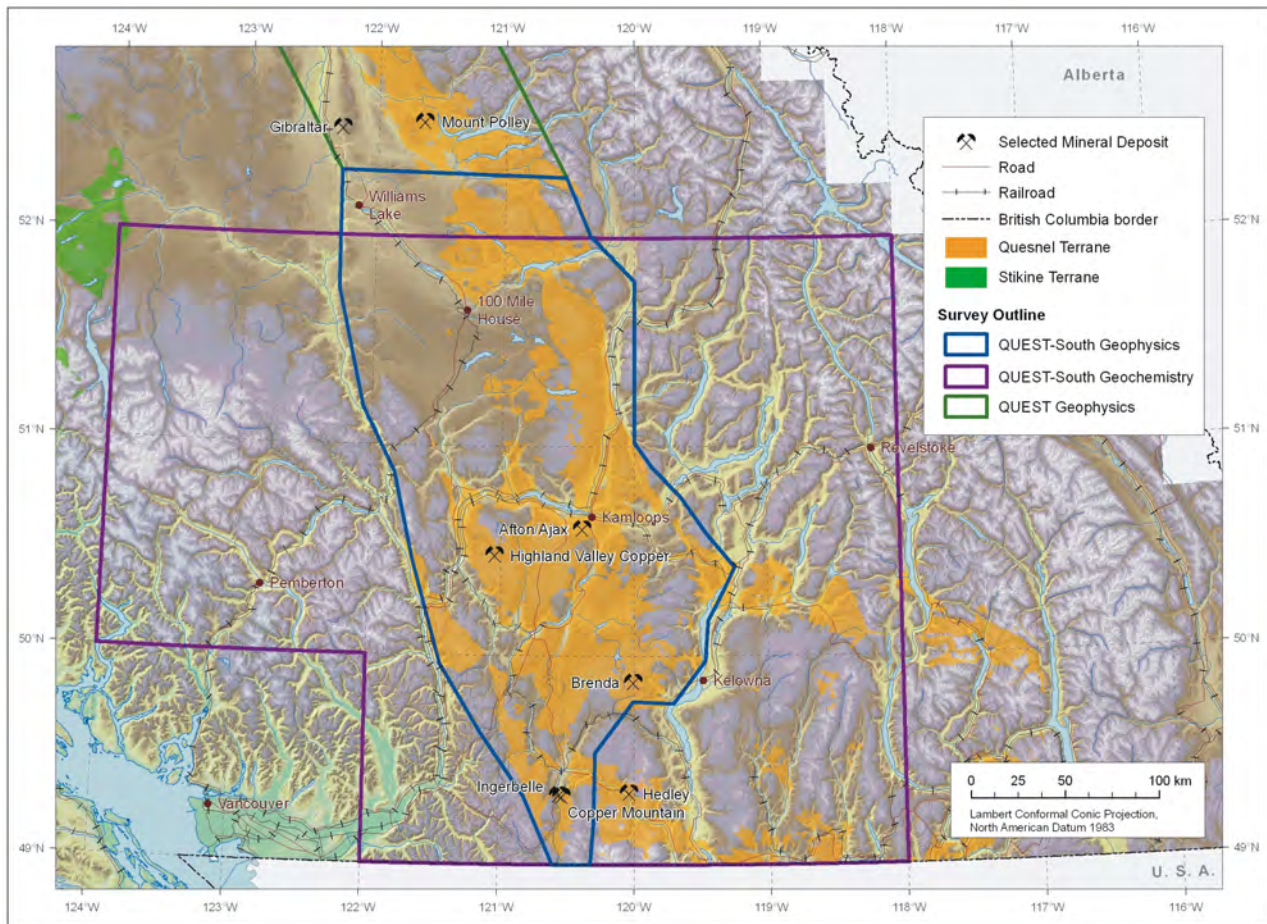 124°W 123°W 122°W 121°W 120°W 119°W 118°W 117°W 116°W
Alberta
Gibraltar
Mount Polley
Selected Mineral Deposit
Road
Railroad
British Columbia border
Quesnel Terrane
Stikine Terrane
Survey Outline
QUEST-South Geophysics
QUEST-South Geochemistry
QUEST Geophysics
Williams
Lake
52°N
52°N
100 Mile
House
51°N
51°N
Revelstoke
Kamloops
Afton Ajax
Highland Valley Copper
Pemberton
50°N
50°N
Brenda
Kelowna
Ingerbelle
Hedley
Copper Mountain
Vancouver
0 25 50 100 km
Lambert Conformal Conic Projection,
North American Datum 1983
49°N
49°N
U. S. A.
124°W 123°W 122°W 121°W 120°W 119°W 118°W 117°W 116°W